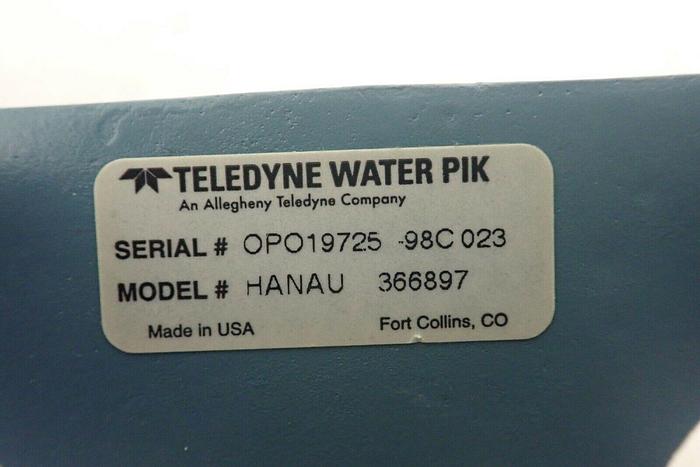 TELEDYNE WATER PIK
An Allegheny Teledyne Company
SERIAL # OPO19725 -98C 023
MODEL # HANAU 366897
Made in USA Fort Collins, CO